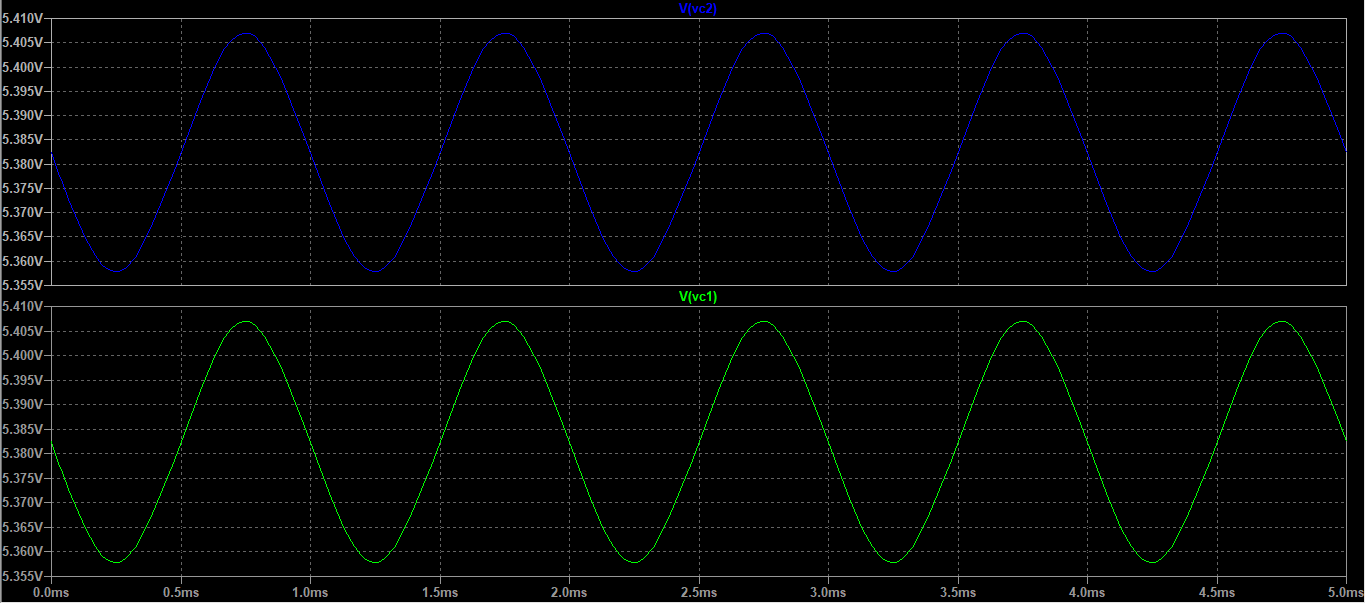 V(vc2)
5.410V
5.405V
5.400V
5.395V
5.390V
5.385V
5.380V
5.375V
5.370V
5.365V
5.360V
5.355V
V(vc1)
5.410V
5.405V
5.400V
5.395V
5.390V
5.385V
5.380V
5.375V
5.370V
5.365V
5.360V
5.355V
0.0ms 0.5ms 1.0ms 1.5ms 2.0ms 2.5ms 3.0ms 3.5ms 4.0ms 4.5ms 5.0ms